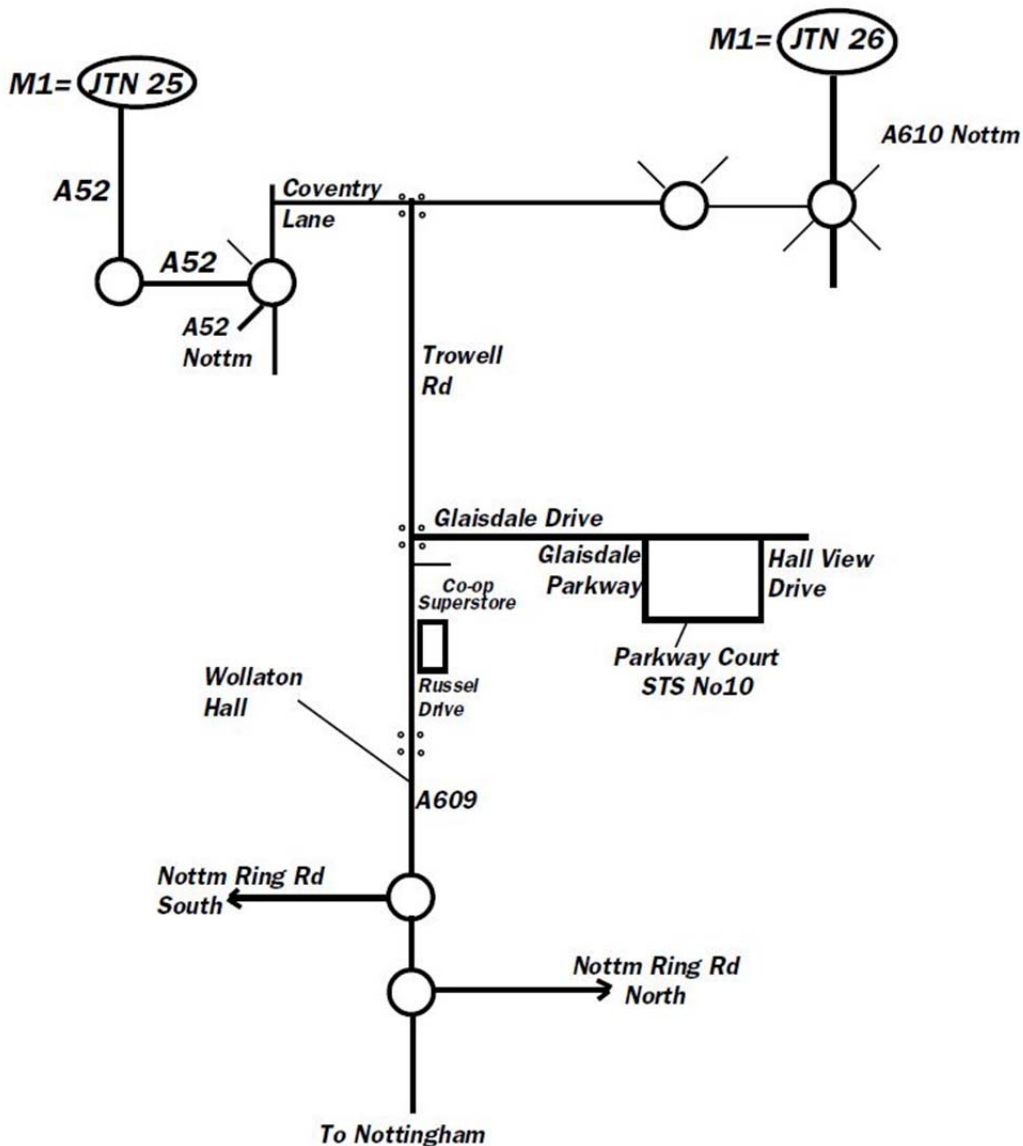 M1= JTN 26
M1= JTN 25
A610 Nottm
A52
Coventry
Lane
A52
A52
Nottm
Trowell
Rd
Glaisdale Drive
Glaisdale
Parkway
Hall View
Drive
Co-op
Superstore
Parkway Court
STS No10
Wollaton
Hall
Russel
Drive
A609
Nottm Ring Rd
South
Nottm Ring Rd
North
To Nottingham